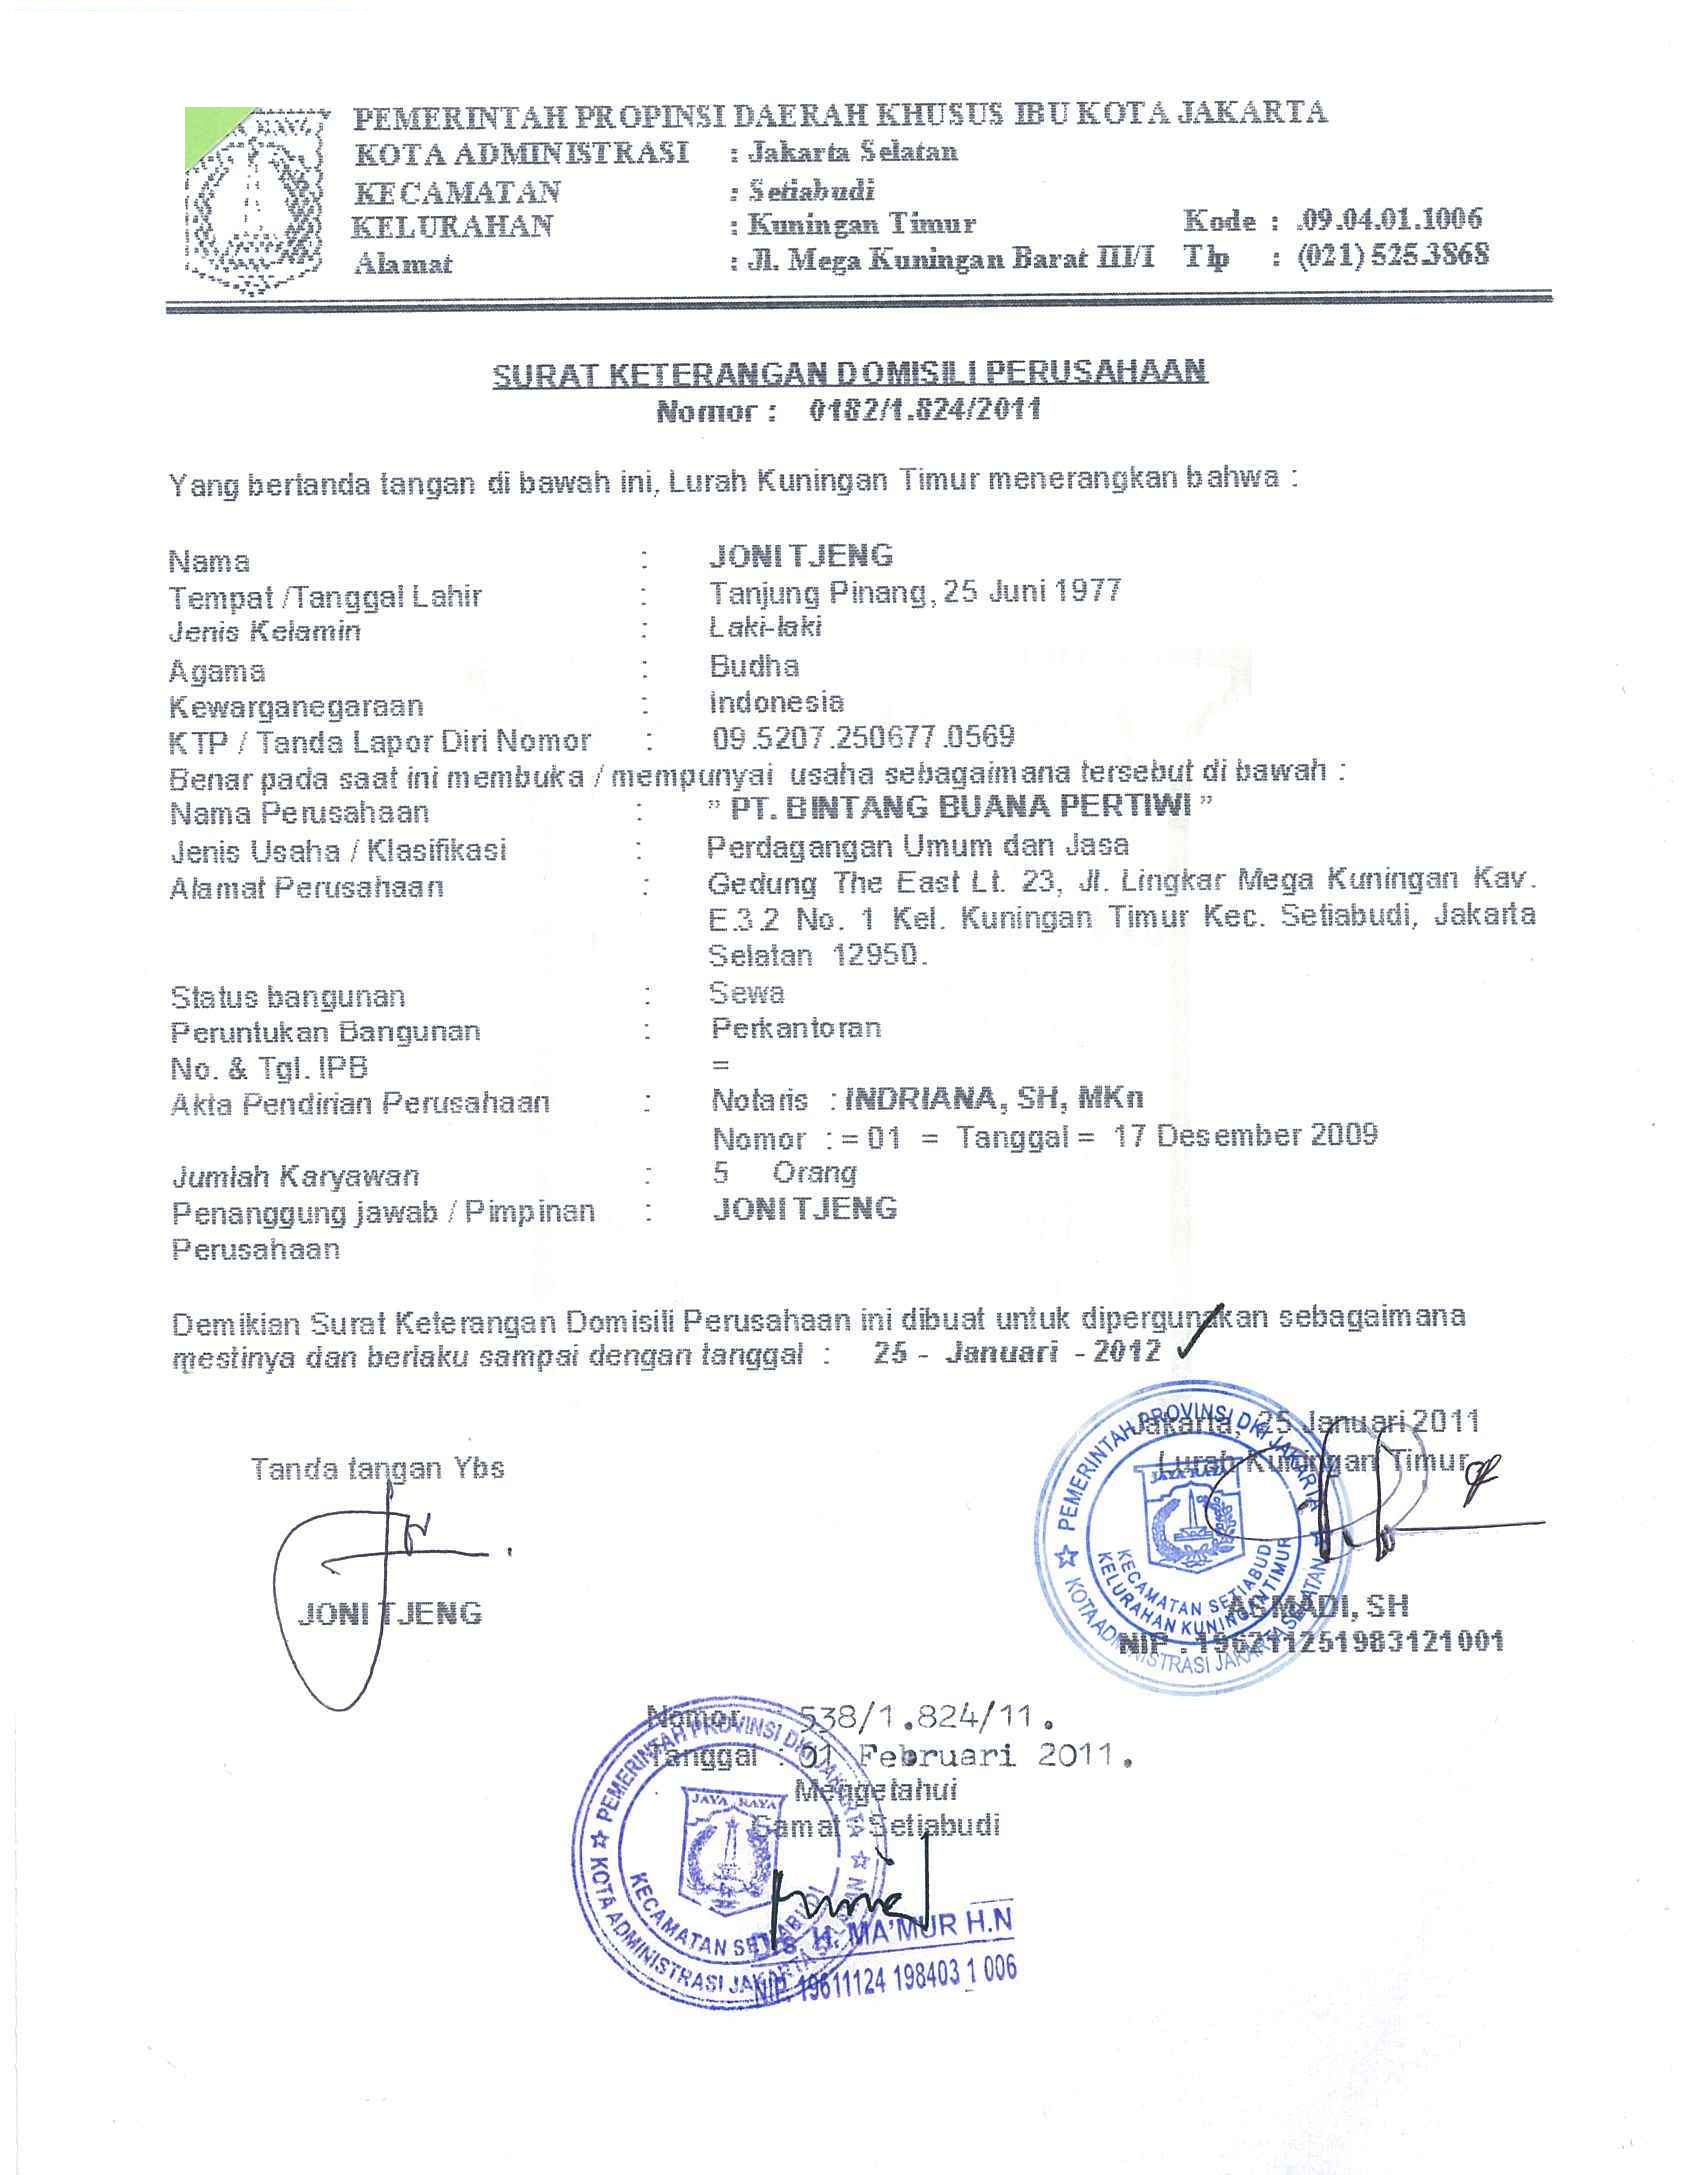 PEMERINTAH PROPINSI DAERAH KHUSUS IBU KOTA JAKARTA
KOTA ADMINISTRASI : Jakarta Selatan
KECAMATAN : Setiabudi
KELURAHAN : Kuningan Timur Kode : .09.04.01.1006
Alamat : Jl. Mega Kuningan Barat III/I Tlp : (021) 525.3868
SURAT KETERANGAN DOMISILI PERUSAHAAN
Nomor : 0182/1.824/2011
Yang bertanda tangan di bawah ini, Lurah Kuningan Timur menerangkan bahwa :
Nama : JONI TJENG
Tempat /Tanggal Lahir : Tanjung Pinang, 25 Juni 1977
Jenis Kelamin : Laki-laki
Agama : Budha
Kewarganegaraan : Indonesia
KTP / Tanda Lapor Diri Nomor : 09.5207.250677.0569
Benar pada saat ini membuka / mempunyai usaha sebagaimana tersebut di bawah :
Nama Perusahaan : ” PT. BINTANG BUANA PERTIWI ”
Jenis Usaha / Klasifikasi : Perdagangan Umum dan Jasa
Alamat Perusahaan : Gedung The East Lt. 23, Jl. Lingkar Mega Kuningan Kav.
E.3.2 No. 1 Kel. Kuningan Timur Kec. Setiabudi, Jakarta
Selatan 12950.
Status bangunan : Sewa
Peruntukan Bangunan : Perkantoran
No. & Tgl. IPB =
Akta Pendirian Perusahaan : Notaris : INDRIANA, SH, MKn
Nomor : = 01 = Tanggal = 17 Desember 2009
Jumlah Karyawan : 5 Orang
Penanggung jawab / Pimpinan : JONI TJENG
Perusahaan
Demikian Surat Keterangan Domisili Perusahaan ini dibuat untuk dipergunakan sebagaimana
mestinya dan berlaku sampai dengan tanggal : 25 - Januari - 2012
Jakarta, 25 Januari 2011
Tanda tangan Ybs Lurah Kuningan Timur
PEMERINTAH PROVINSI DKI JAKARTA
JAYA RAYA
KECAMATAN SETIABUDI
KELURAHAN KUNINGAN TIMUR
KOTA ADMINISTRASI JAKARTA SELATAN
JONI TJENG ASMADI, SH
NIP : 196211251983121001
Nomor : 538/1.824/11.
Tanggal : 01 Februari 2011.
Mengetahui
Camat : Setiabudi
PEMERINTAH PROVINSI DKI JAKARTA
JAYA RAYA
KECAMATAN SETIABUDI
KOTA ADMINISTRASI JAKARTA SELATAN
Drs. H. MA'MUR H.N
NIP. 19611124 198403 1 006